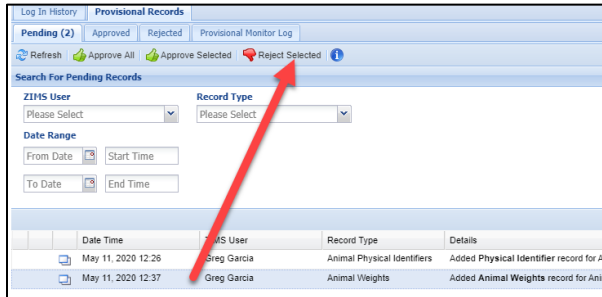 Log In History Provisional Records
Pending (2) Approved Rejected Provisional Monitor Log
Refresh Approve All Approve Selected Reject Selected
Search For Pending Records
ZIMS User Record Type
Please Select Please Select
Date Range
From Date Start Time
To Date End Time
Date Time ZIMS User Record Type Details
May 11, 2020 12:26 Greg Garcia Animal Physical Identifiers Added Physical Identifier record for A
May 11, 2020 12:37 Greg Garcia Animal Weights Added Animal Weights record for Ani